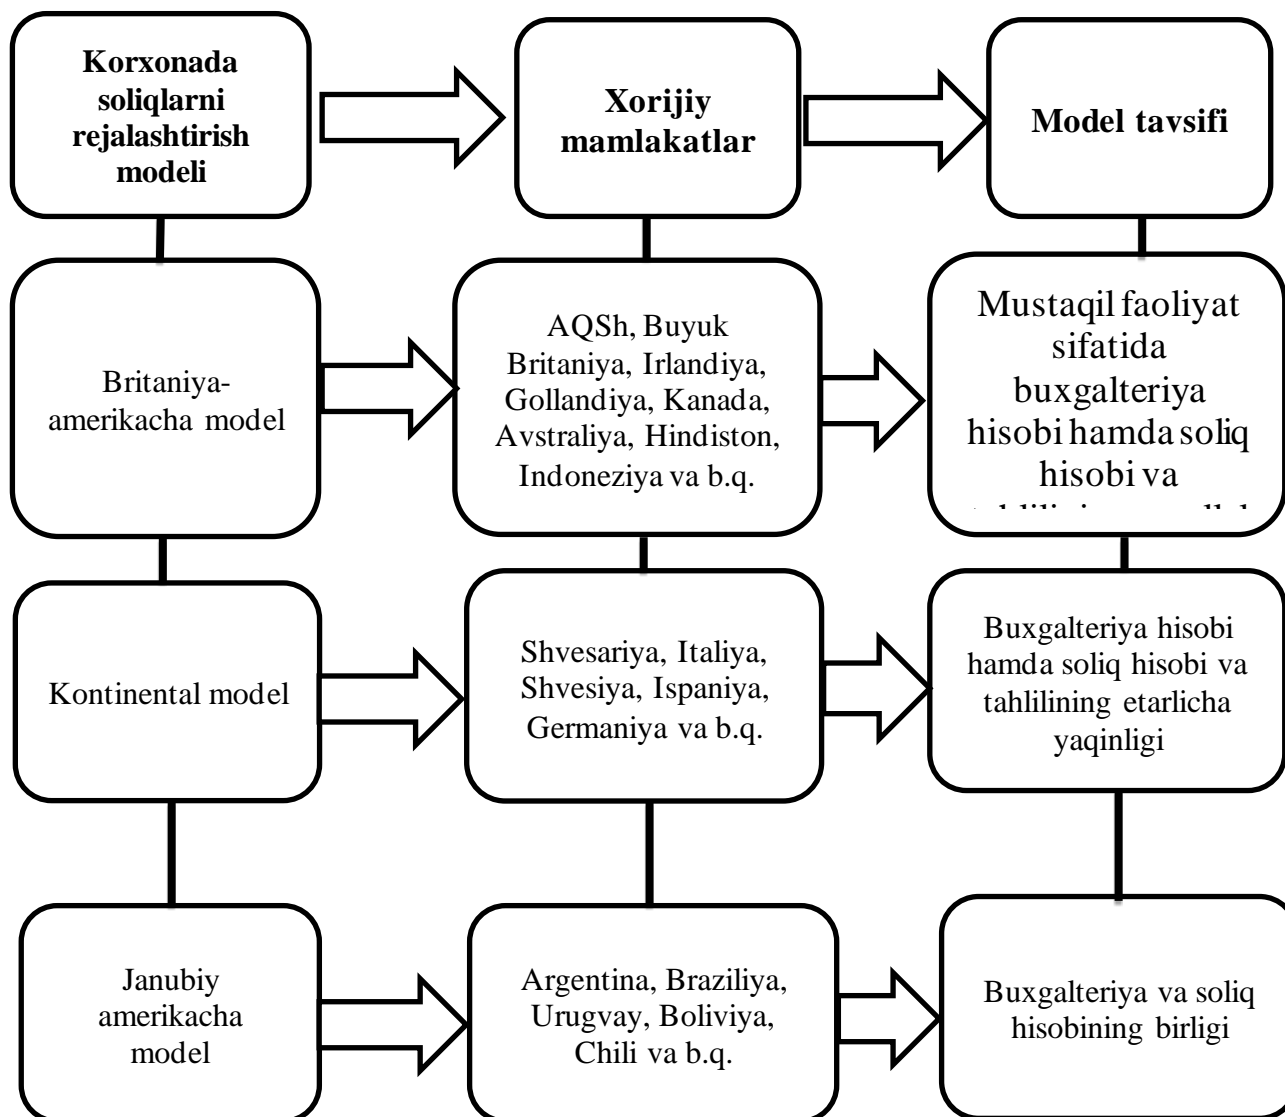 Korxonada
soliqlarni
rejalashtirish
modeli
Xorijiy
mamlakatlar
Model tavsifi
Britaniya-
amerikacha model
AQSh, Buyuk
Britaniya, Irlandiya,
Gollandiya, Kanada,
Avstraliya, Hindiston,
Indoneziya va b.q.
Mustaqil faoliyat
sifatida
buxgalteriya
hisobi hamda soliq
hisobi va
Kontinental model
Shvesariya, Italiya,
Shvesiya, Ispaniya,
Germaniya va b.q.
Buxgalteriya hisobi
hamda soliq hisobi va
tahlilining etarlicha
yaqinligi
Janubiy
amerikacha
model
Argentina, Braziliya,
Urugvay, Boliviya,
Chili va b.q.
Buxgalteriya va soliq
hisobining birligi